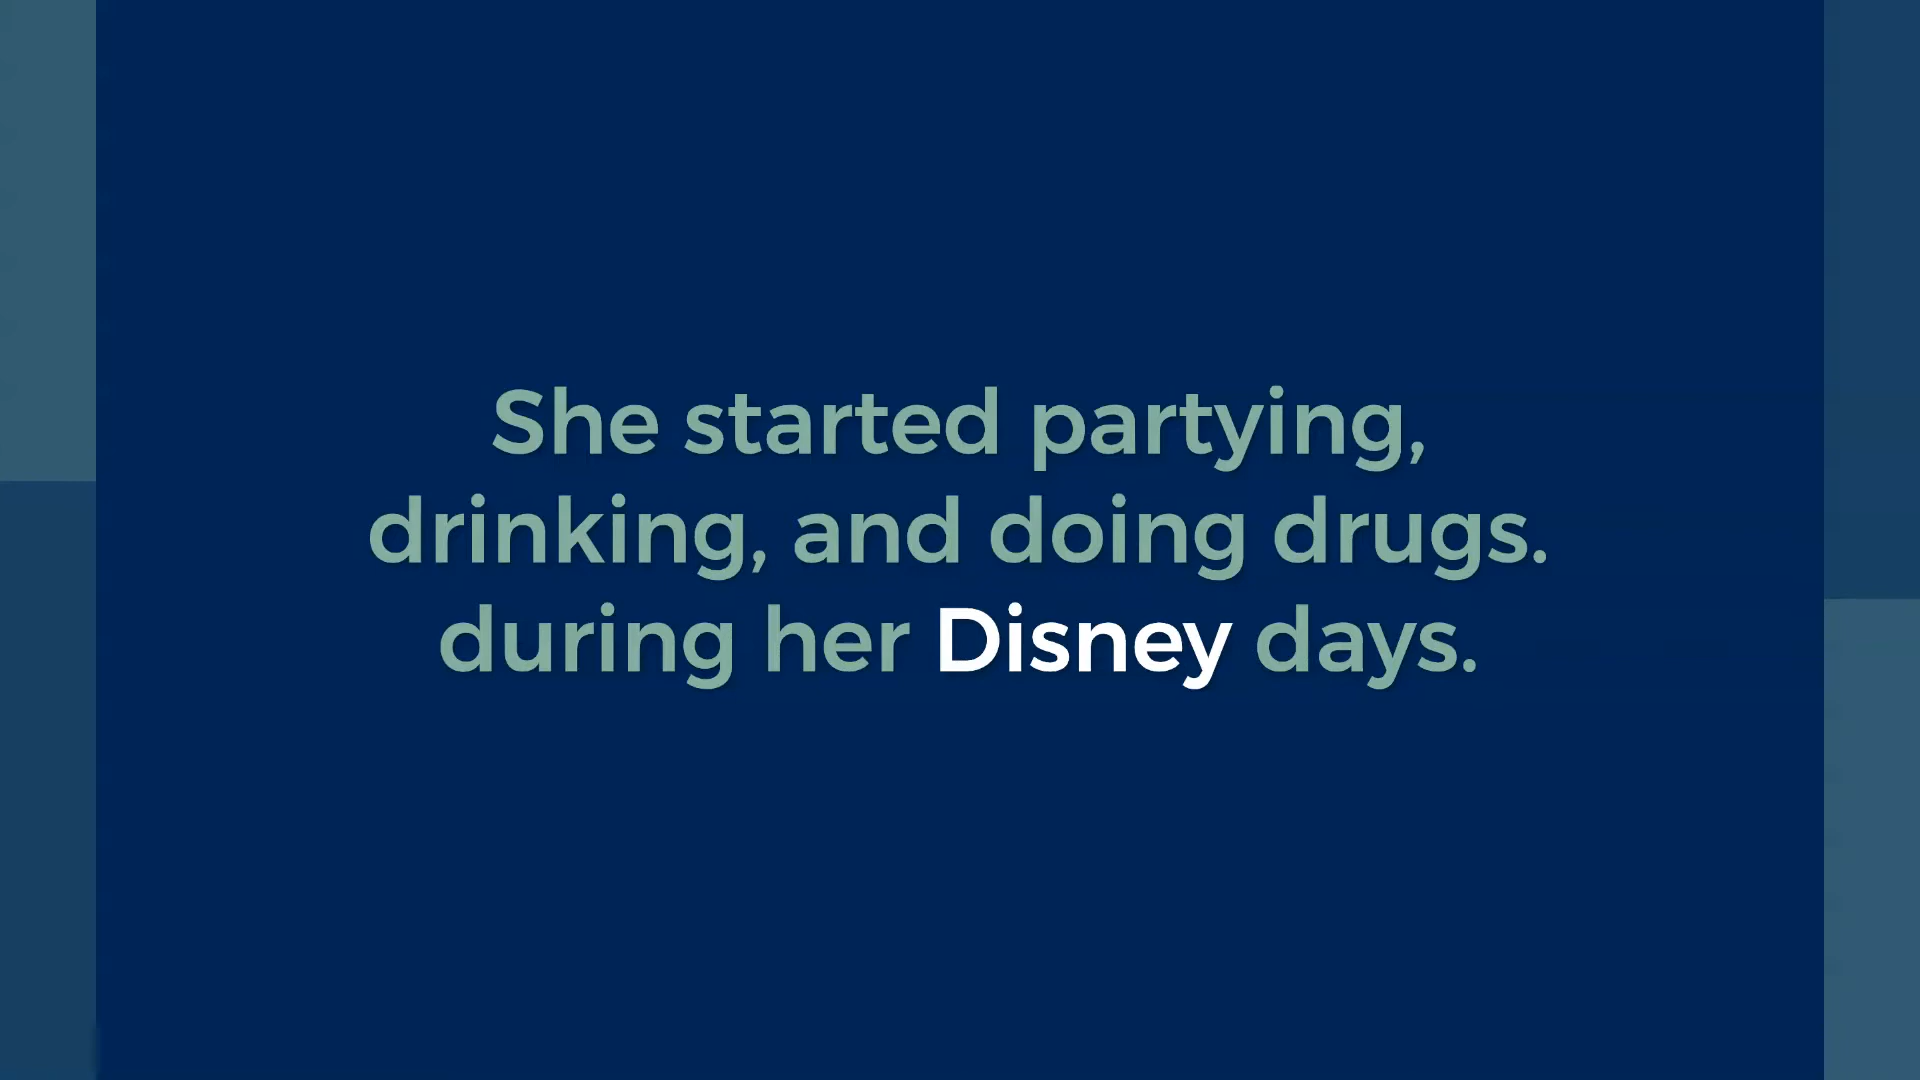 She started partying,
drinking, and doing drugs.
during her Disney days.